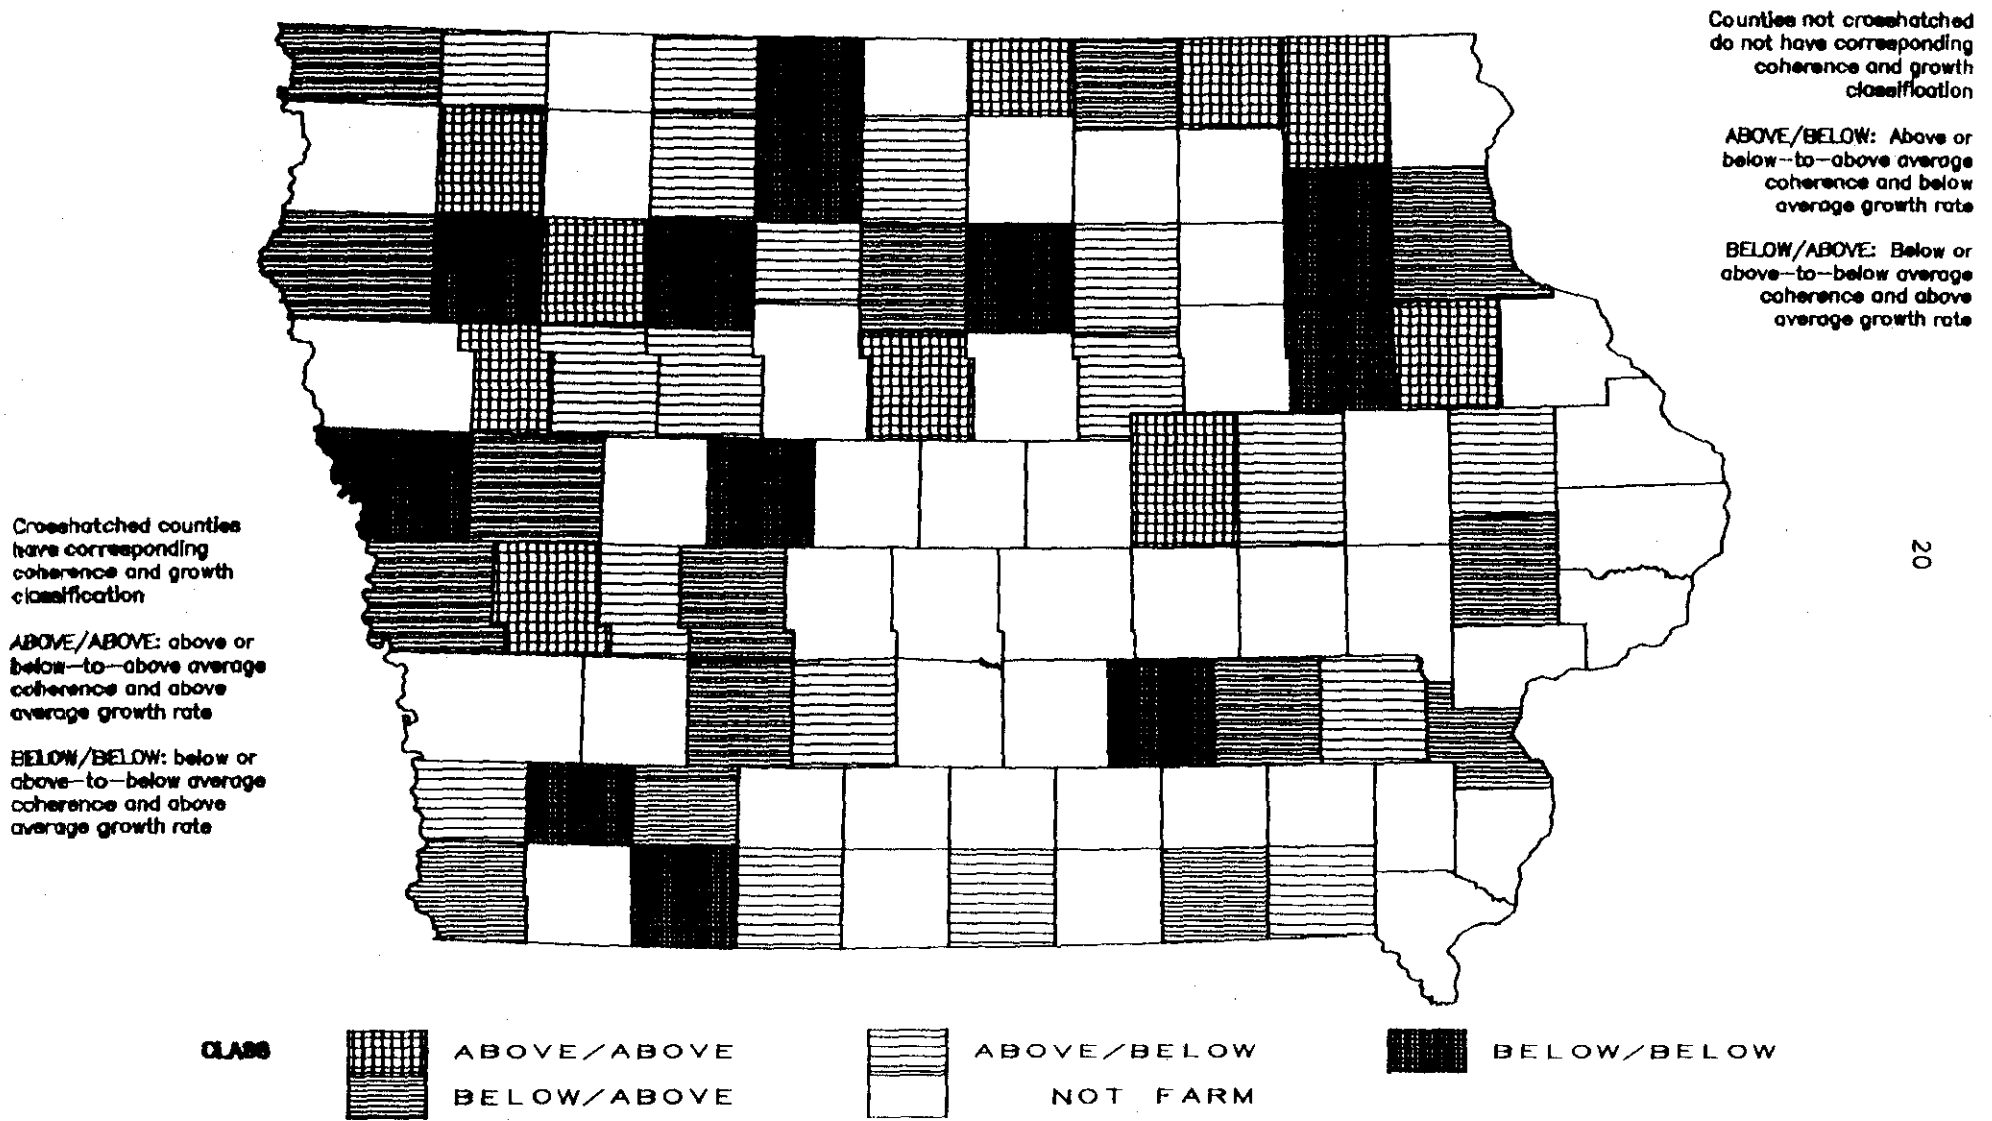 Counties not crosshatched
do not have corresponding
coherence and growth
classification
ABOVE/BELOW: Above or
below-to-above average
coherence and below
average growth rate
BELOW/ABOVE: Below or
above-to-below average
coherence and above
average growth rate
Crosshatched counties
have corresponding
coherence and growth
classification
ABOVE/ABOVE: above or
below-to-above average
coherence and above
average growth rate
BELOW/BELOW: below or
above-to-below average
coherence and above
average growth rate
20
CLASS
ABOVE/ABOVE
BELOW/ABOVE
ABOVE/BELOW
NOT FARM
BELOW/BELOW